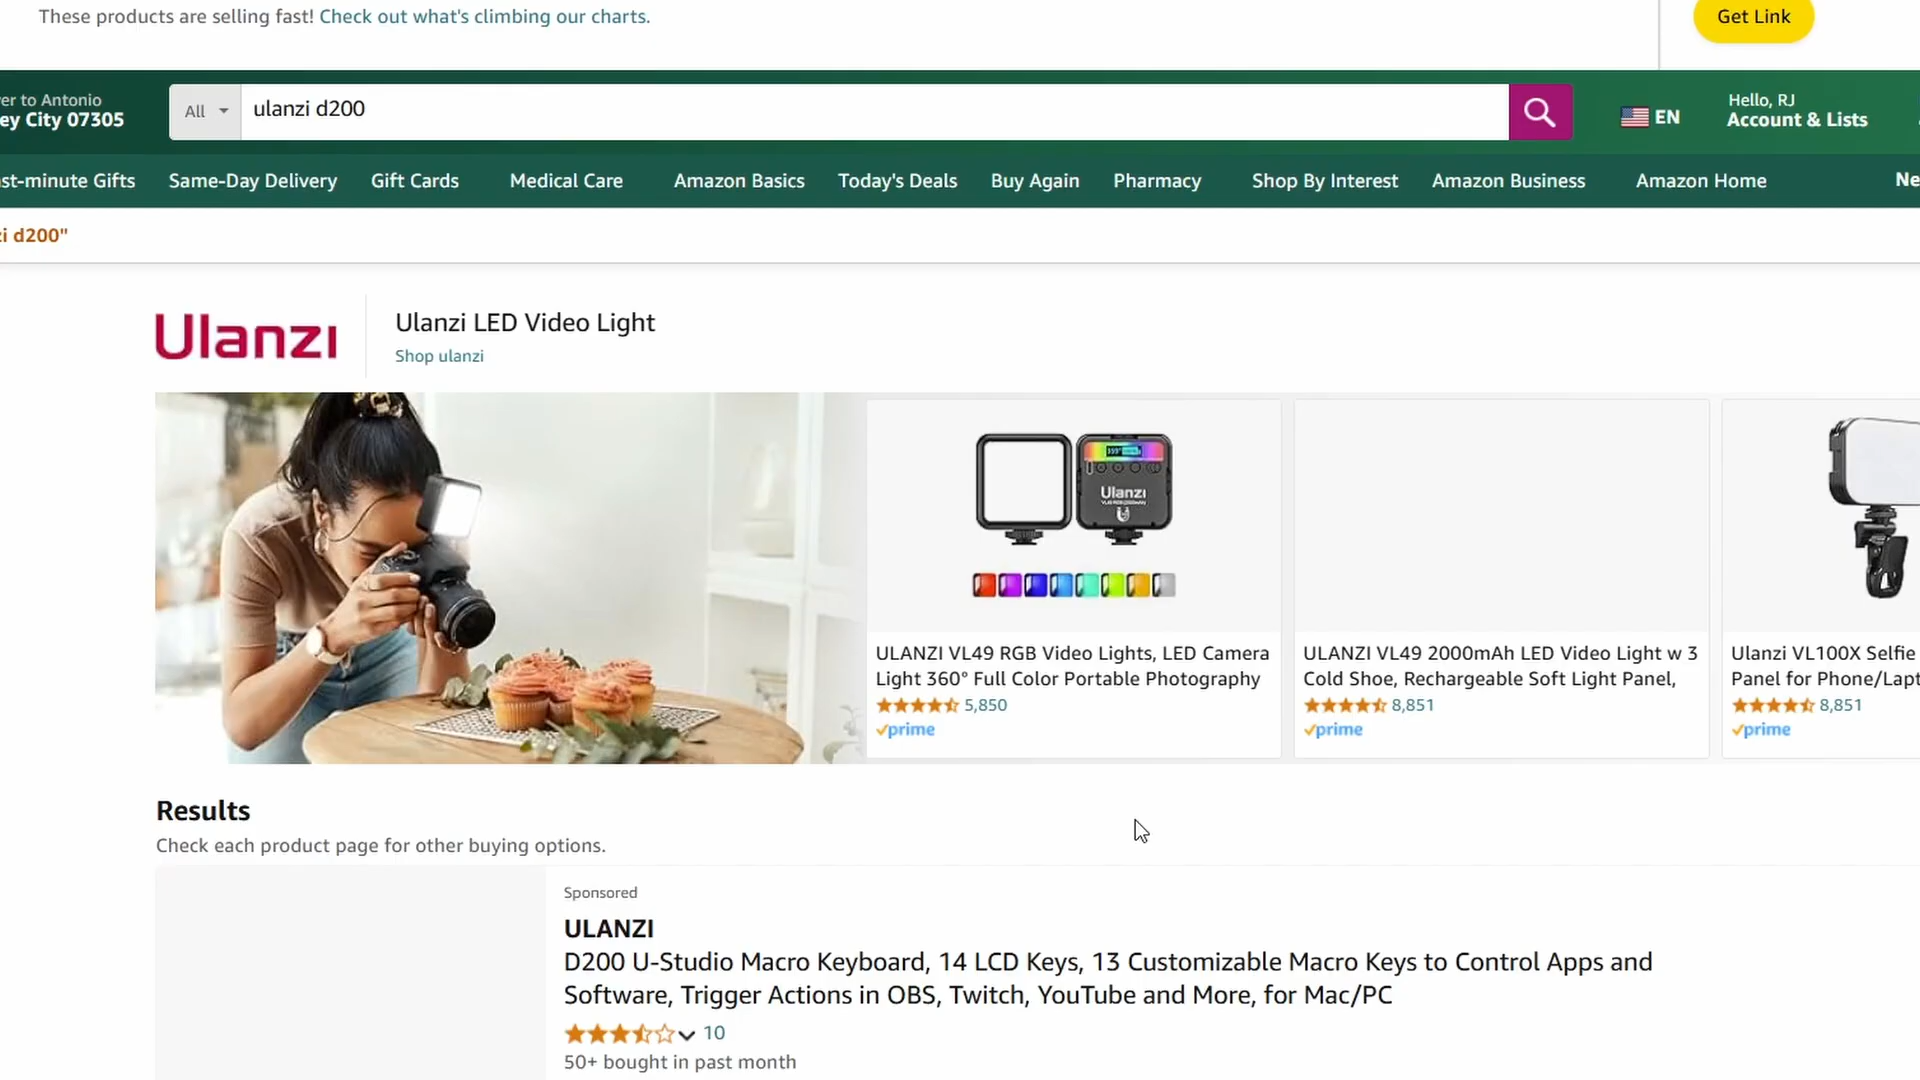 These products are selling fast! Check out what's climbing our charts.
Get Link
er to Antonio
ey City 07305
All
ulanzi d200
EN
Hello, RJ
Account & Lists
st-minute Gifts
Same-Day Delivery
Gift Cards
Medical Care
Amazon Basics
Today's Deals
Buy Again
Pharmacy
Shop By Interest
Amazon Business
Amazon Home
Ne
i d200"
Ulanzi
Ulanzi LED Video Light
Shop ulanzi
Ulanzi
ULANZI VL49 RGB Video Lights, LED Camera
Light 360° Full Color Portable Photography
5,850
prime
ULANZI VL49 2000mAh LED Video Light w 3
Cold Shoe, Rechargeable Soft Light Panel,
8,851
prime
Ulanzi VL100X Selfie
Panel for Phone/Lapt
8,851
prime
Results
Check each product page for other buying options.
Sponsored
ULANZI
D200 U-Studio Macro Keyboard, 14 LCD Keys, 13 Customizable Macro Keys to Control Apps and
Software, Trigger Actions in OBS, Twitch, YouTube and More, for Mac/PC
10
50+ bought in past month